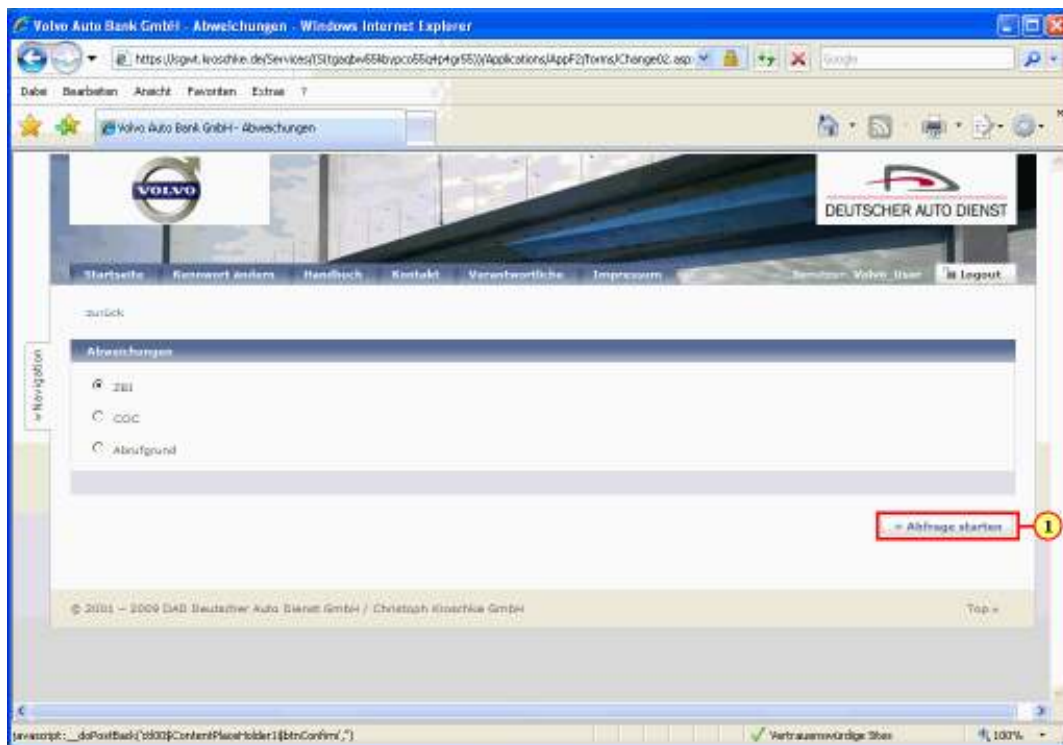 Volvo Auto Bank GmbH - Abweichungen - Windows Internet Explorer
Google
Datei Bearbeiten Ansicht Favoriten Extras ?
Volvo Auto Bank GmbH - Abweichungen
VOLVO
DEUTSCHER AUTO DIENST
Startseite Kennwort ändern Handbuch Kontakt Verantwortliche Impressum Benutzer: Volvo_User Logout
zurück
» Navigation
Abweichungen
ZBI
COC
Abrufgrund
» Abfrage starten
1
© 2001 – 2009 DAD Deutscher Auto Dienst GmbH / Christoph Kroschke GmbH Top »
javascript:__doPostBack('ctl00$ContentPlaceHolder1$btnConfirm','') Vertrauenswürdige Sites 100%